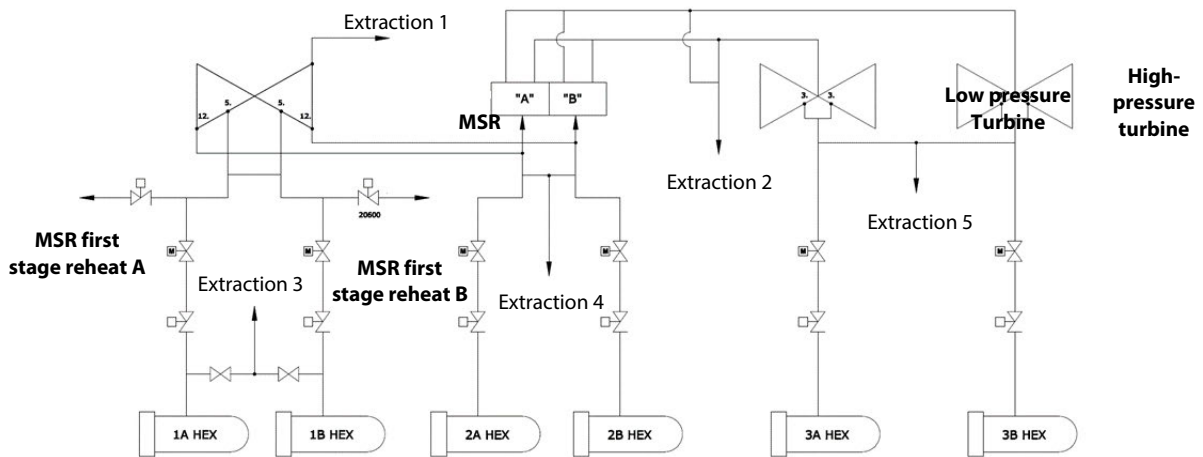 Extraction 1
"A"
"B"
5.
5.
12.
12.
3.
3.
MSR
Low pressure
Turbine
High-
pressure
turbine
Extraction 2
Extraction 5
20600
MSR first
stage reheat A
MSR first
stage reheat B
M
M
M
M
M
M
Extraction 3
Extraction 4
1A HEX
1B HEX
2A HEX
2B HEX
3A HEX
3B HEX